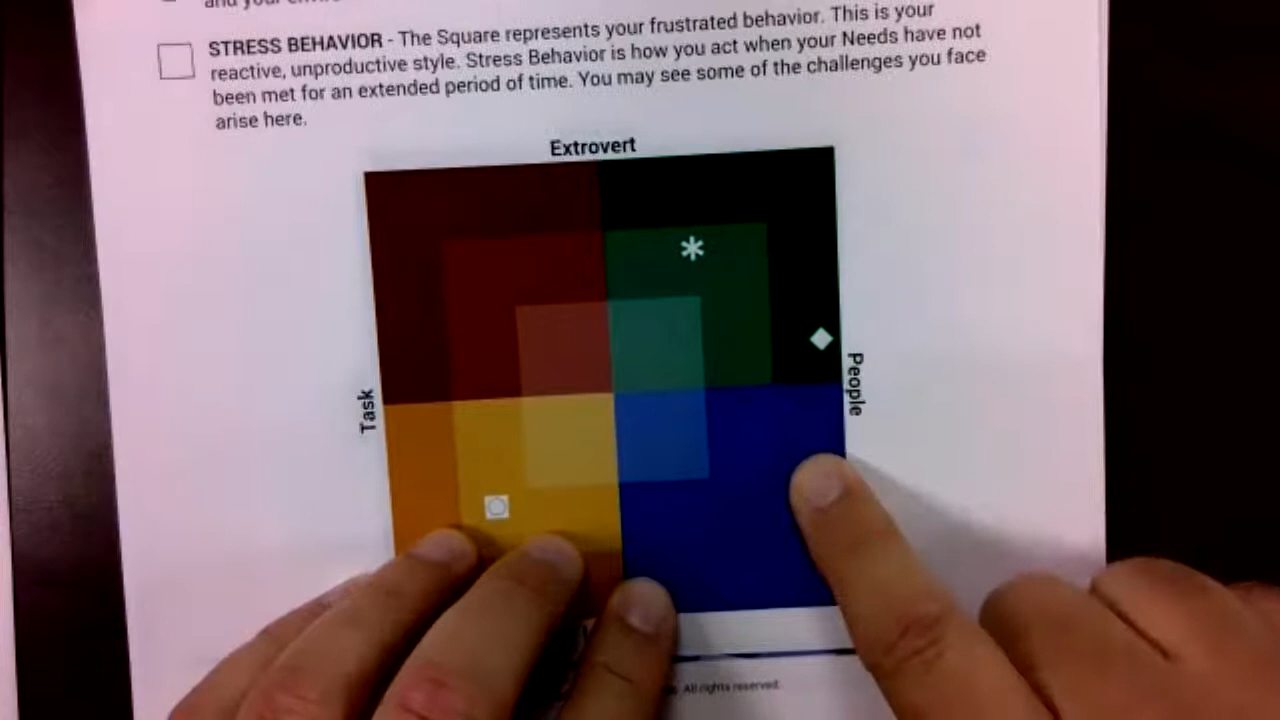 STRESS BEHAVIOR - The Square represents your frustrated behavior. This is your
reactive, unproductive style. Stress Behavior is how you act when your Needs have not
been met for an extended period of time. You may see some of the challenges you face
arise here.
Extrovert
Task
People
All rights reserved.